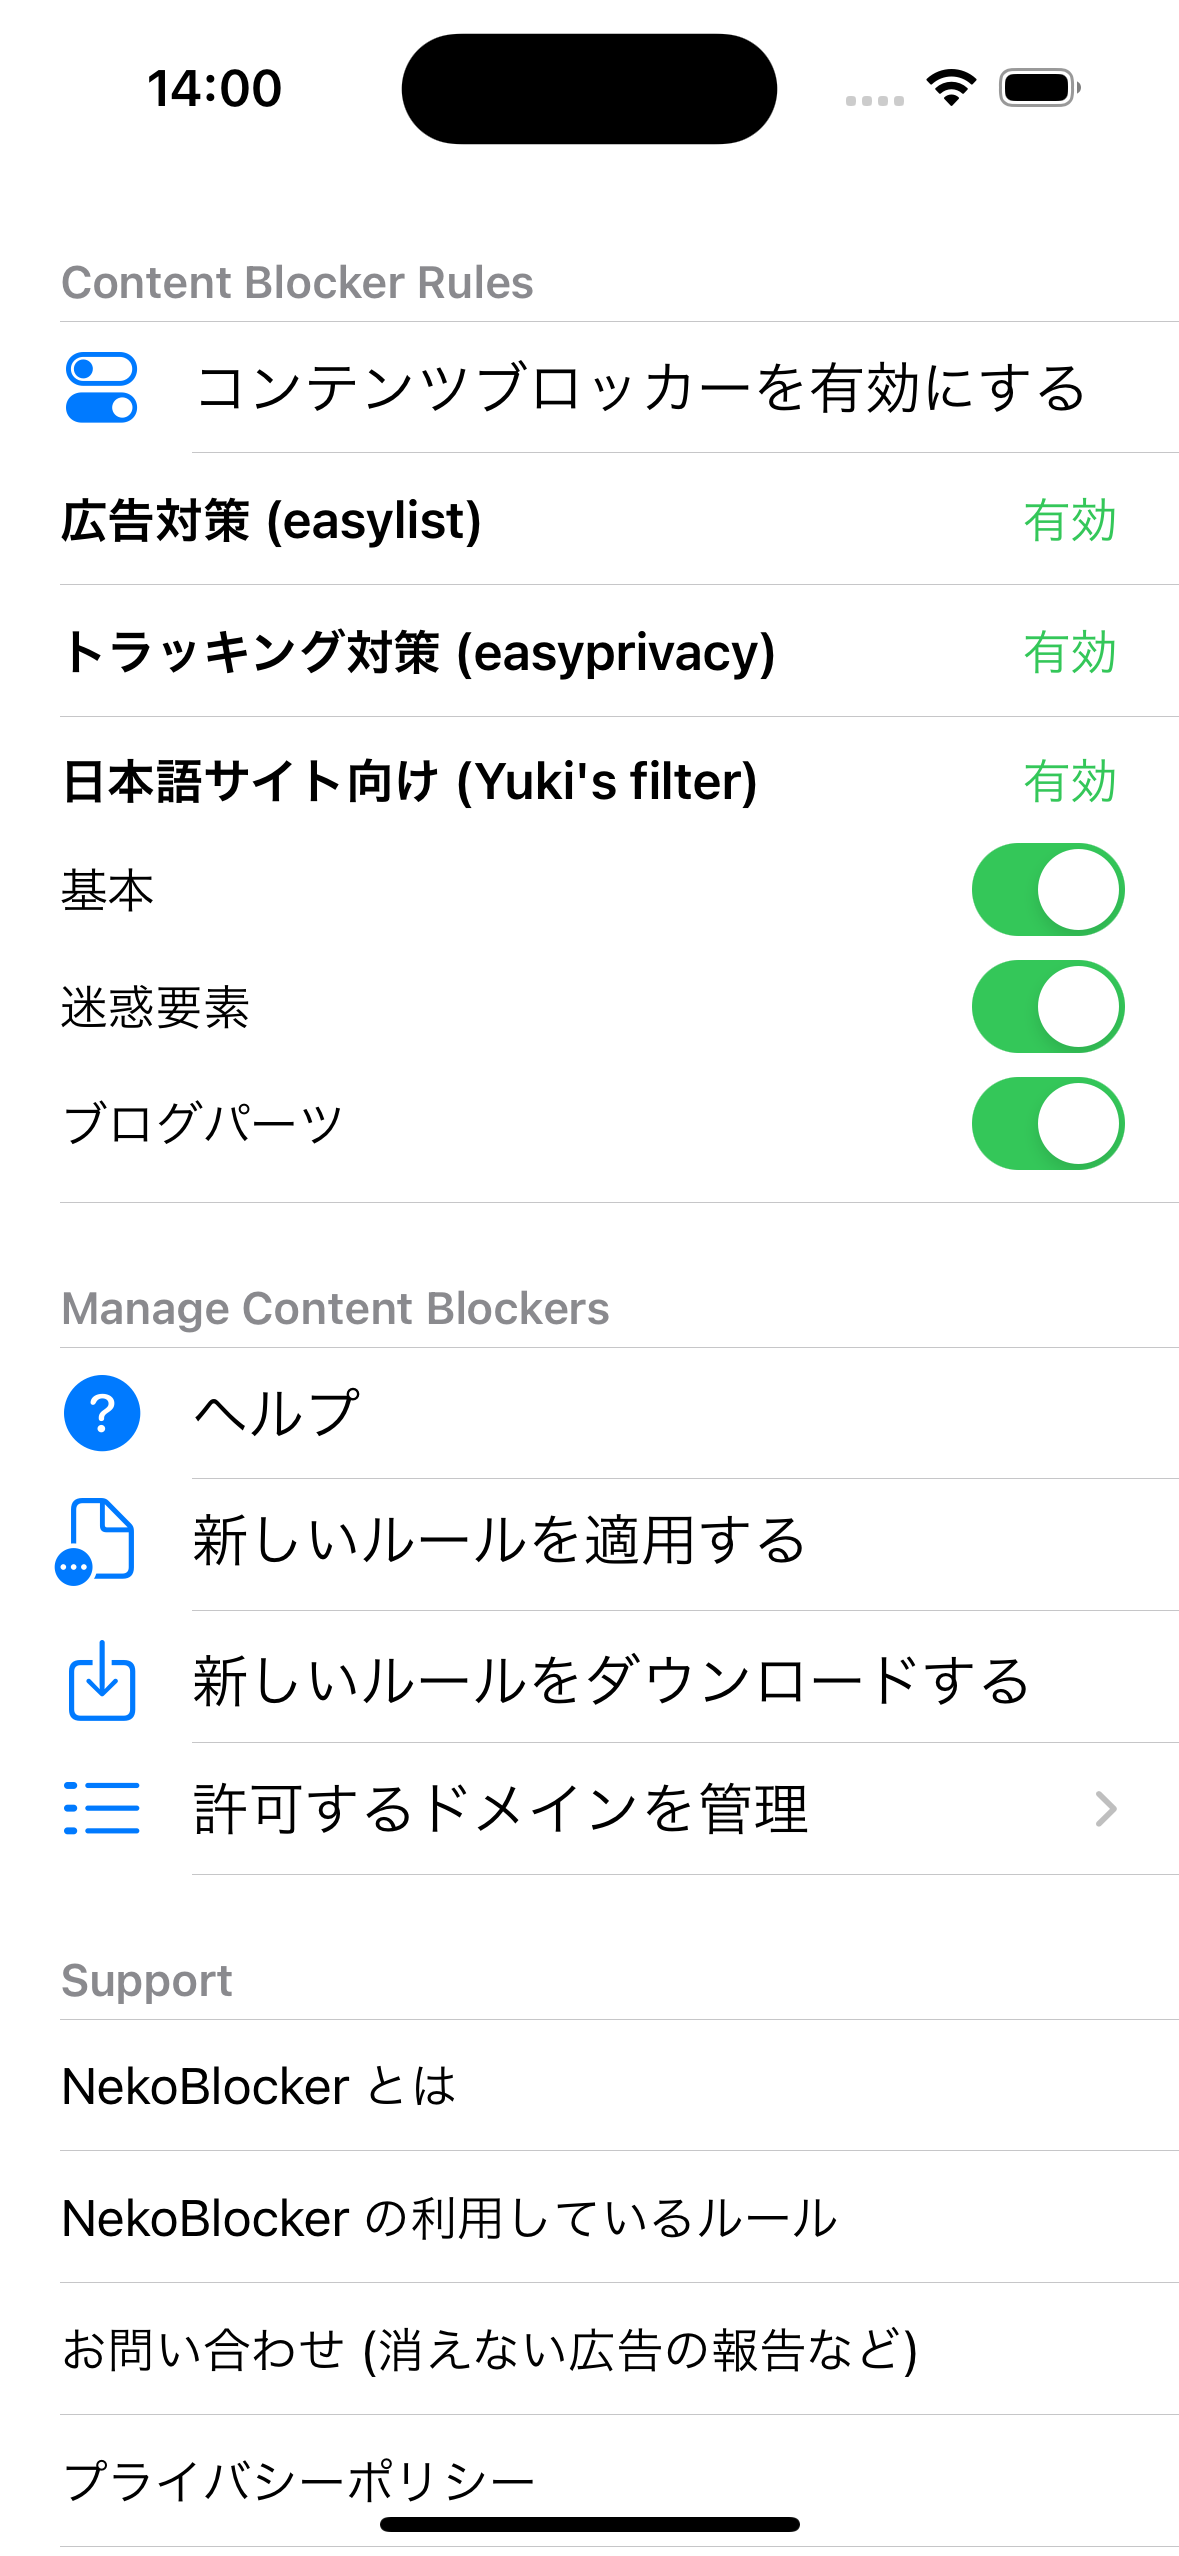 14:00
Content Blocker Rules
コンテンツブロッカーを有効にする
広告対策 (easylist) 有効
トラッキング対策 (easyprivacy) 有効
日本語サイト向け (Yuki's filter) 有効
基本
迷惑要素
ブログパーツ
Manage Content Blockers
ヘルプ
新しいルールを適用する
新しいルールをダウンロードする
許可するドメインを管理
Support
NekoBlocker とは
NekoBlocker の利用しているルール
お問い合わせ (消えない広告の報告など)
プライバシーポリシー